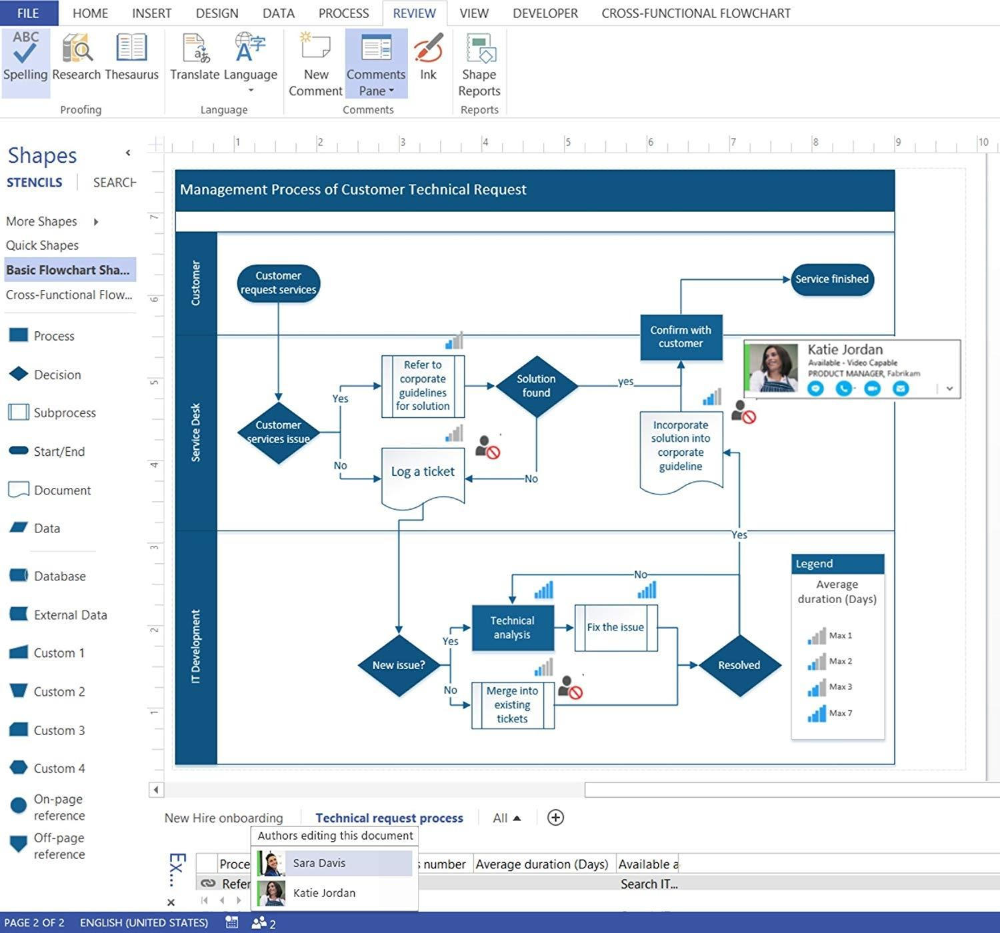 FILE HOME INSERT DESIGN DATA PROCESS REVIEW VIEW DEVELOPER CROSS-FUNCTIONAL FLOWCHART
ABC
Spelling Research Thesaurus Translate Language New Comments Ink Shape
Comment Pane Reports
Proofing Language Comments Reports
1 2 3 4 5 6 7 8 9 10
Shapes
STENCILS SEARCH
More Shapes
Quick Shapes
Basic Flowchart Sha...
Cross-Functional Flow...
Process
Decision
Subprocess
Start/End
Document
Data
Database
External Data
Custom 1
Custom 2
Custom 3
Custom 4
On-page
reference
Off-page
reference
7
6
5
4
3
2
1
Management Process of Customer Technical Request
Customer
Customer
request services
Service finished
Confirm with
customer
Katie Jordan
Available - Video Capable
PRODUCT MANAGER, Fabrikam
Service Desk
Customer
services issue
Yes
No
Refer to
corporate
guidelines
for solution
Solution
found
yes
No
Log a ticket
Incorporate
solution into
corporate
guideline
Yes
IT Development
New issue?
Yes
No
Technical
analysis
Fix the issue
No
Merge into
existing
tickets
Resolved
Legend
Average
duration (Days)
Max 1
Max 2
Max 3
Max 7
New Hire onboarding Technical request process All
Authors editing this document
Sara Davis
Katie Jordan
EX...
Proce s number Average duration (Days) Available a
Refer Search IT...
PAGE 2 OF 2 ENGLISH (UNITED STATES) 2